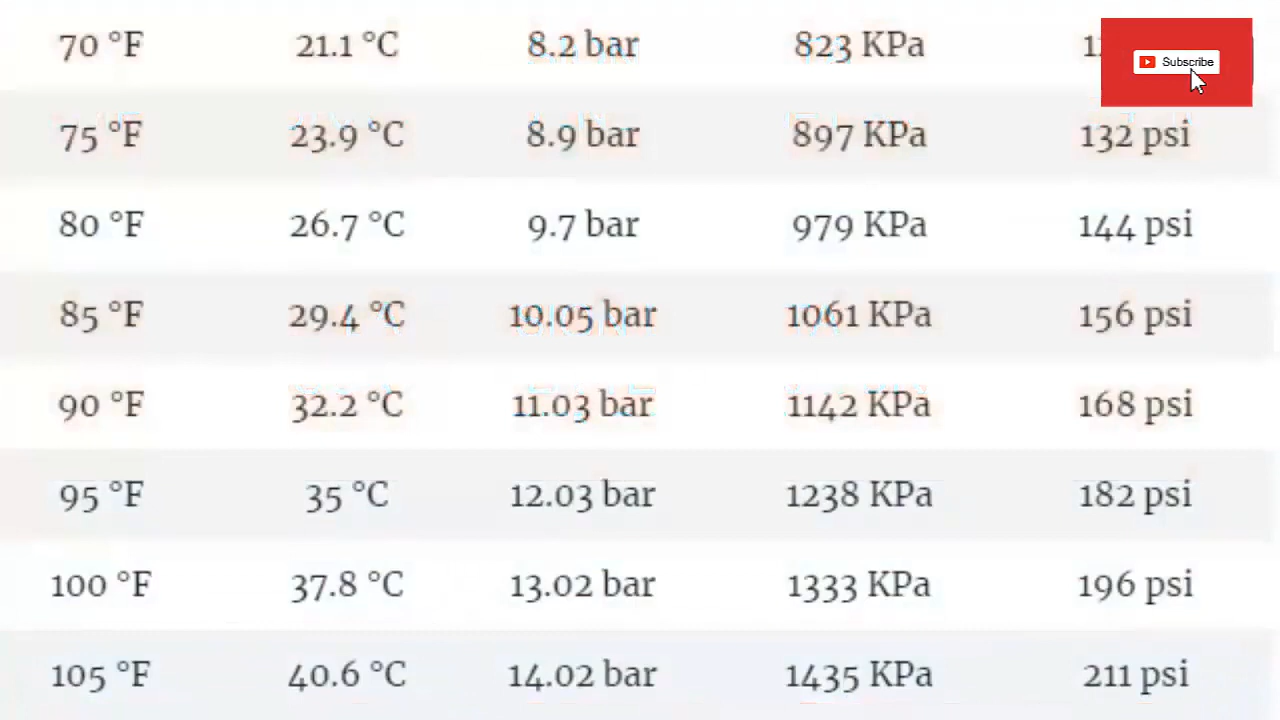 70 °F 21.1 °C 8.2 bar 823 KPa
Subscribe
75 °F 23.9 °C 8.9 bar 897 KPa 132 psi
80 °F 26.7 °C 9.7 bar 979 KPa 144 psi
85 °F 29.4 °C 10.05 bar 1061 KPa 156 psi
90 °F 32.2 °C 11.03 bar 1142 KPa 168 psi
95 °F 35 °C 12.03 bar 1238 KPa 182 psi
100 °F 37.8 °C 13.02 bar 1333 KPa 196 psi
105 °F 40.6 °C 14.02 bar 1435 KPa 211 psi